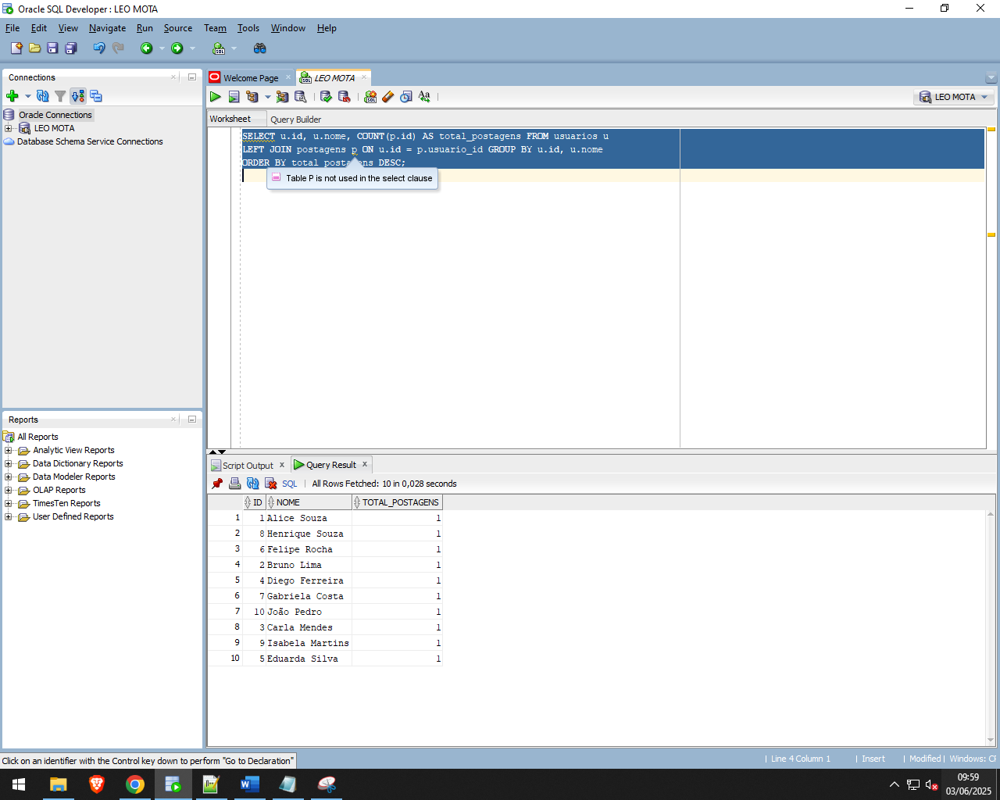 Oracle SQL Developer : LEO MOTA
File Edit View Navigate Run Source Team Tools Window Help
Connections
Oracle Connections
LEO MOTA
Database Schema Service Connections
Reports
All Reports
Analytic View Reports
Data Dictionary Reports
Data Modeler Reports
OLAP Reports
TimesTen Reports
User Defined Reports
Welcome Page
LEO MOTA
LEO MOTA
Worksheet Query Builder
SELECT u.id, u.nome, COUNT(p.id) AS total_postagens FROM usuarios u
LEFT JOIN postagens p ON u.id = p.usuario_id GROUP BY u.id, u.nome
ORDER BY total_postagens DESC;
Table P is not used in the select clause
Script Output Query Result
SQL All Rows Fetched: 10 in 0,028 seconds
ID NOME TOTAL_POSTAGENS
1 1 Alice Souza 1
2 8 Henrique Souza 1
3 6 Felipe Rocha 1
4 2 Bruno Lima 1
5 4 Diego Ferreira 1
6 7 Gabriela Costa 1
7 10 João Pedro 1
8 3 Carla Mendes 1
9 9 Isabela Martins 1
10 5 Eduarda Silva 1
Click on an identifier with the Control key down to perform "Go to Declaration"
Line 4 Column 1 Insert Modified Windows: CF
09:59
03/06/2025